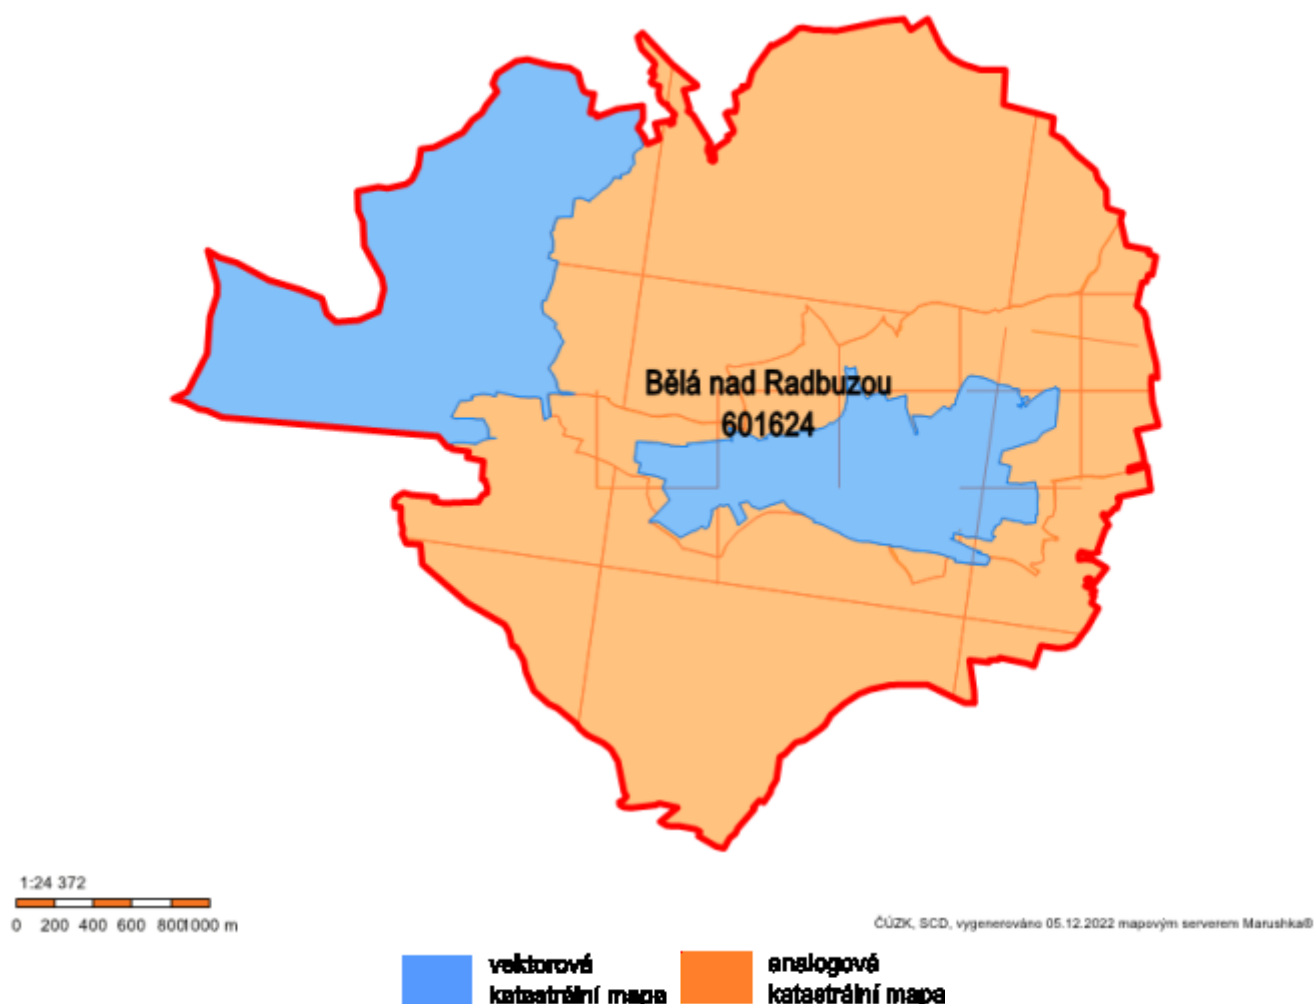 Bělá nad Radbuzou
601624
1:24 372
0 200 400 600 800 1000 m
ČÚZK, SCD, vygenerováno 05.12.2022 mapovým serverem Marushka®
vektorová
katastrální mapa
analogová
katastrální mapa